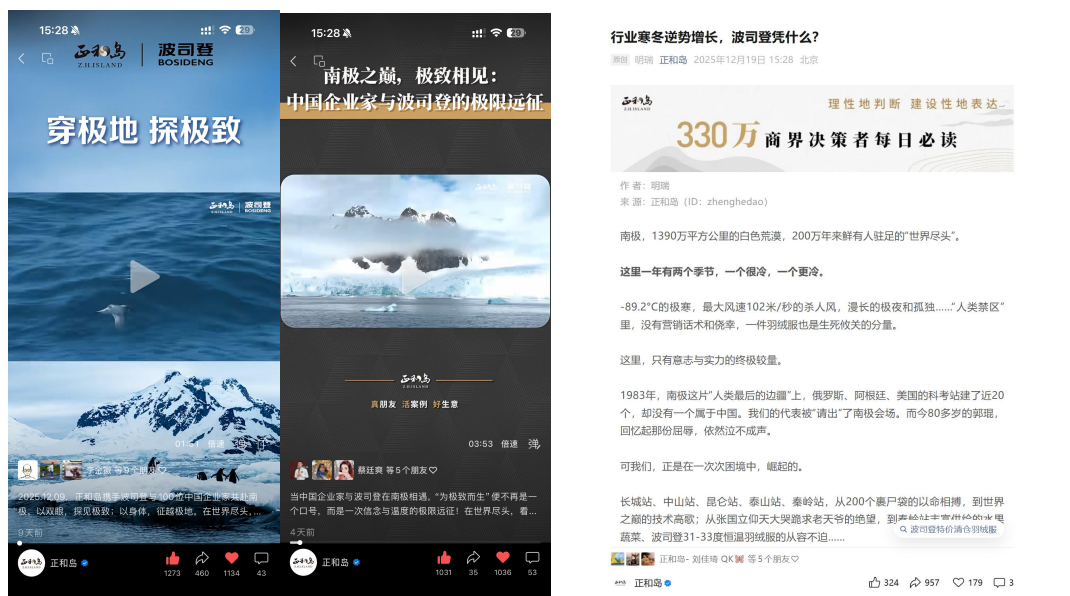 15:28
29
正和岛
Z.H.ISLAND
波司登
BOSIDENG
穿极地 探极致
正和岛
Z.H.ISLAND
波司登
BOSIDENG
倍速
等9个朋友♡
2025.12.09，正和岛携手波司登与100位中国企业家共赴南
极；以双眼，探见极致；以身体，征越极地，在世界尽头，...
9天前
正和岛
1273
460
1134
43
15:28
29
南极之巅，极致相见：
中国企业家与波司登的极限远征
正和岛
Z.H.ISLAND
真朋友 活案例 好生意
03:53 倍速 弹
蔡廷爽 等5个朋友♡
当中国企业家与波司登在南极相遇，“为极致而生”便不再是一
个口号，而是一次信念与温度的极限远征！在世界尽头，看...
4天前
正和岛
1031
35
1036
53
行业寒冬逆势增长，波司登凭什么？
原创 明瑞 正和岛 2025年12月19日 15:28 北京
正和岛
Z.H.ISLAND
理性地判断 建设性地表达
330万 商界决策者每日必读
作 者：明瑞
来 源：正和岛（ID：zhenghedao）
南极，1390万平方公里的白色荒漠，200万年来鲜有人驻足的“世界尽头”。
这里一年有两个季节，一个很冷，一个更冷。
-89.2°C的极寒，最大风速102米/秒的杀人风，漫长的极夜和孤独……“人类禁区”
里，没有营销话术和侥幸，一件羽绒服也是生死攸关的分量。
这里，只有意志与实力的终极较量。
1983年，南极这片“人类最后的边疆”上，俄罗斯、阿根廷、美国的科考站建了近20
个，却没有一个属于中国。我们的代表被“请出”了南极会场。而今80多岁的郭琨，
回忆起那份屈辱，依然泣不成声。
可我们，正是在一次次困境中，崛起的。
长城站、中山站、昆仑站、泰山站、秦岭站，从200个裹尸袋的以命相搏，到世界
之巅的技术高歌；从张国立仰天大哭跪求老天爷的绝望，到秦岭站丰富供给的水果
蔬菜、波司登31-33度恒温羽绒服的从容不迫……
波司登特价清仓羽绒服
正和岛- 刘佳琦 QK 等5个朋友♡
正和岛
324
957
179
3